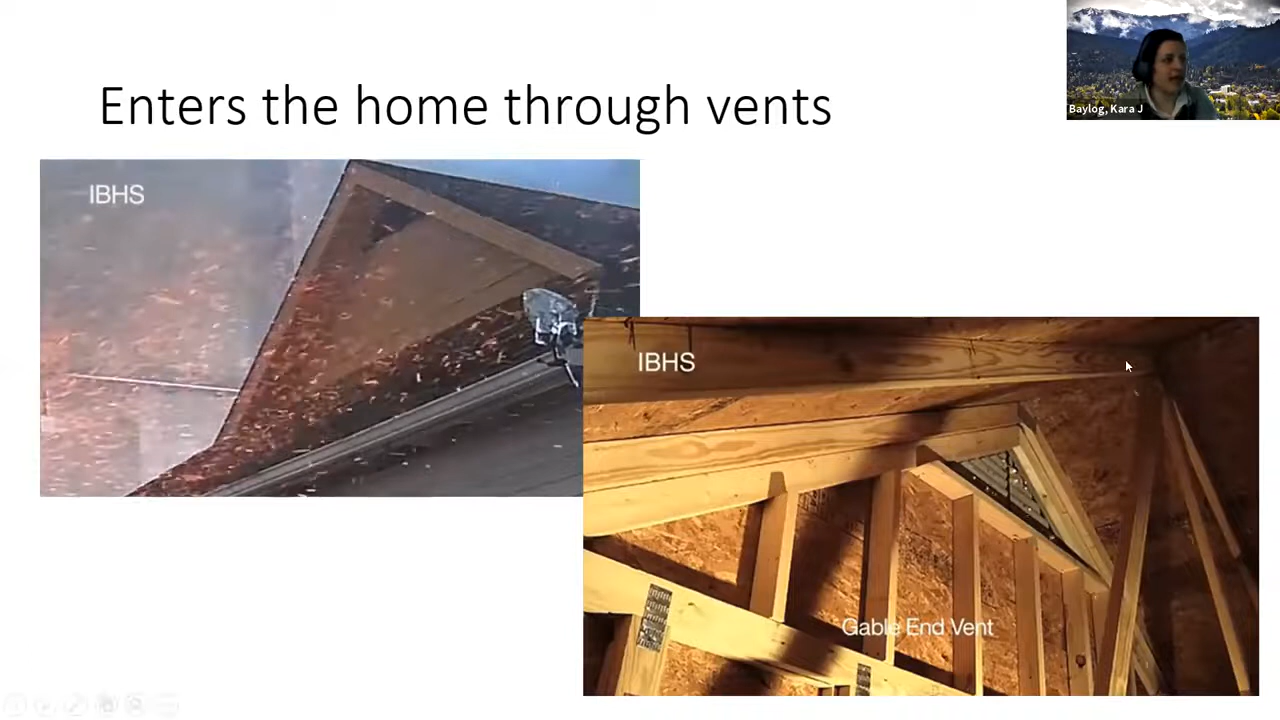 Enters the home through vents
Baylog, Kara J
IBHS
IBHS
Gable End Vent